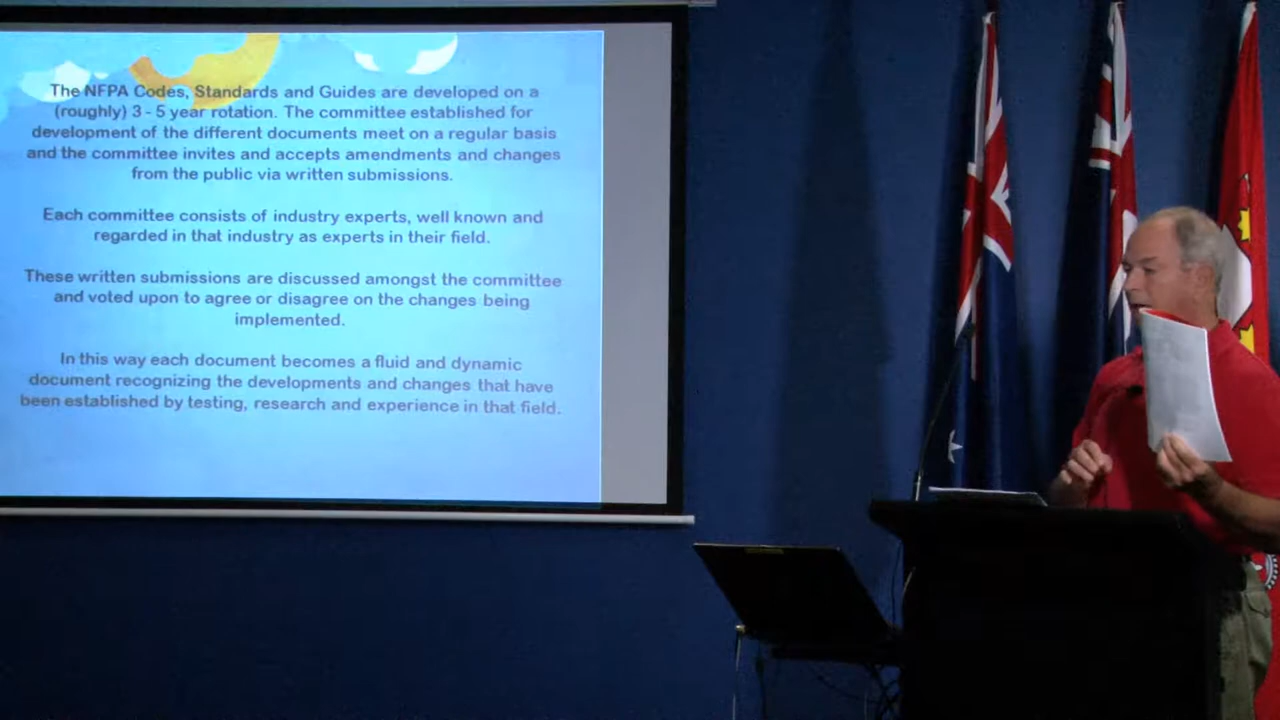 The NFPA Codes, Standards and Guides are developed on a
(roughly) 3 - 5 year rotation. The committee established for
development of the different documents meet on a regular basis
and the committee invites and accepts amendments and changes
from the public via written submissions.
Each committee consists of industry experts, well known and
regarded in that industry as experts in their field.
These written submissions are discussed amongst the committee
and voted upon to agree or disagree on the changes being
implemented.
In this way each document becomes a fluid and dynamic
document recognizing the developments and changes that have
been established by testing, research and experience in that field.